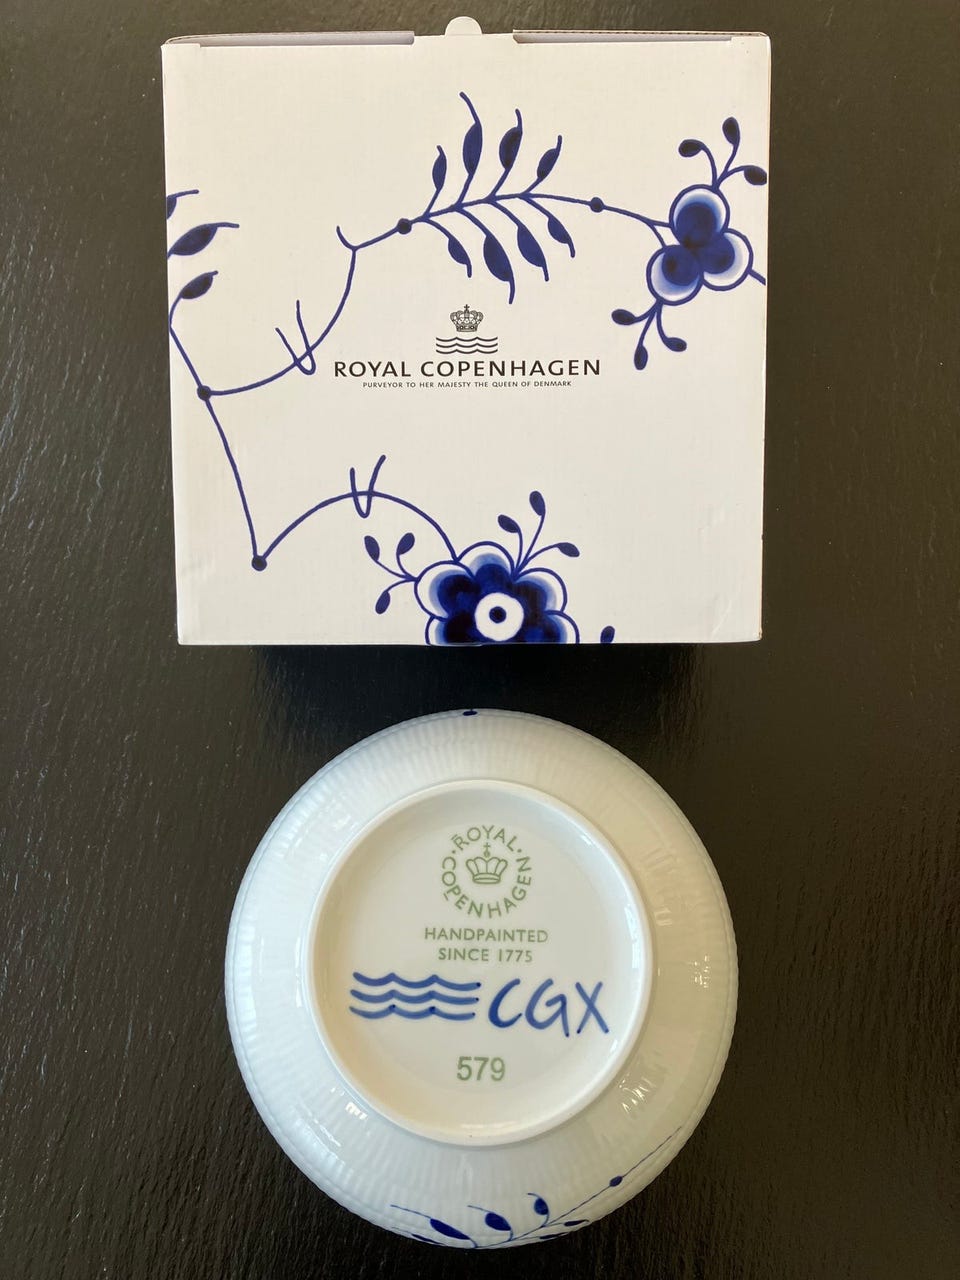 ROYAL COPENHAGEN
PURVEYOR TO HER MAJESTY THE QUEEN OF DENMARK
ROYAL COPENHAGEN
HANDPAINTED
SINCE 1775
CGX
579